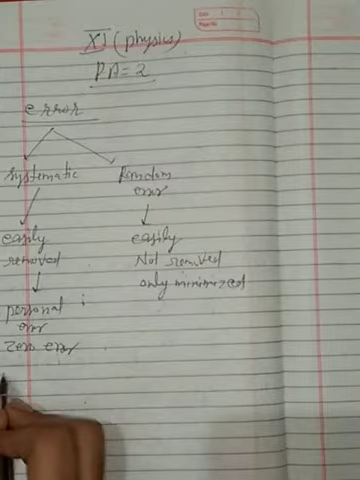 XI (physics)
PA=2
error
systematic Random
error
easily easily
removed Not removed
only minimized
personal
error
zero error